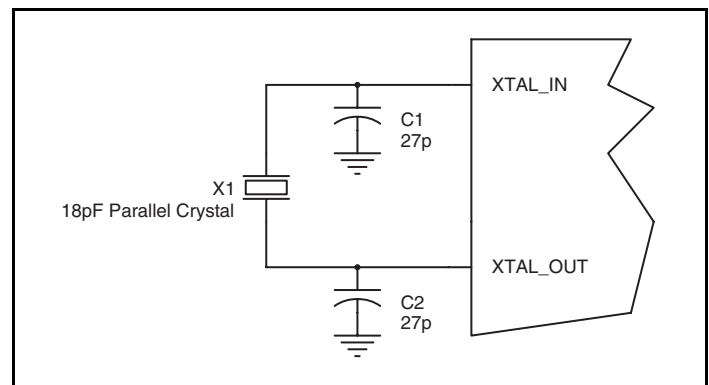 XTAL_IN
C1
27p
X1
18pF Parallel Crystal
XTAL_OUT
C2
27p